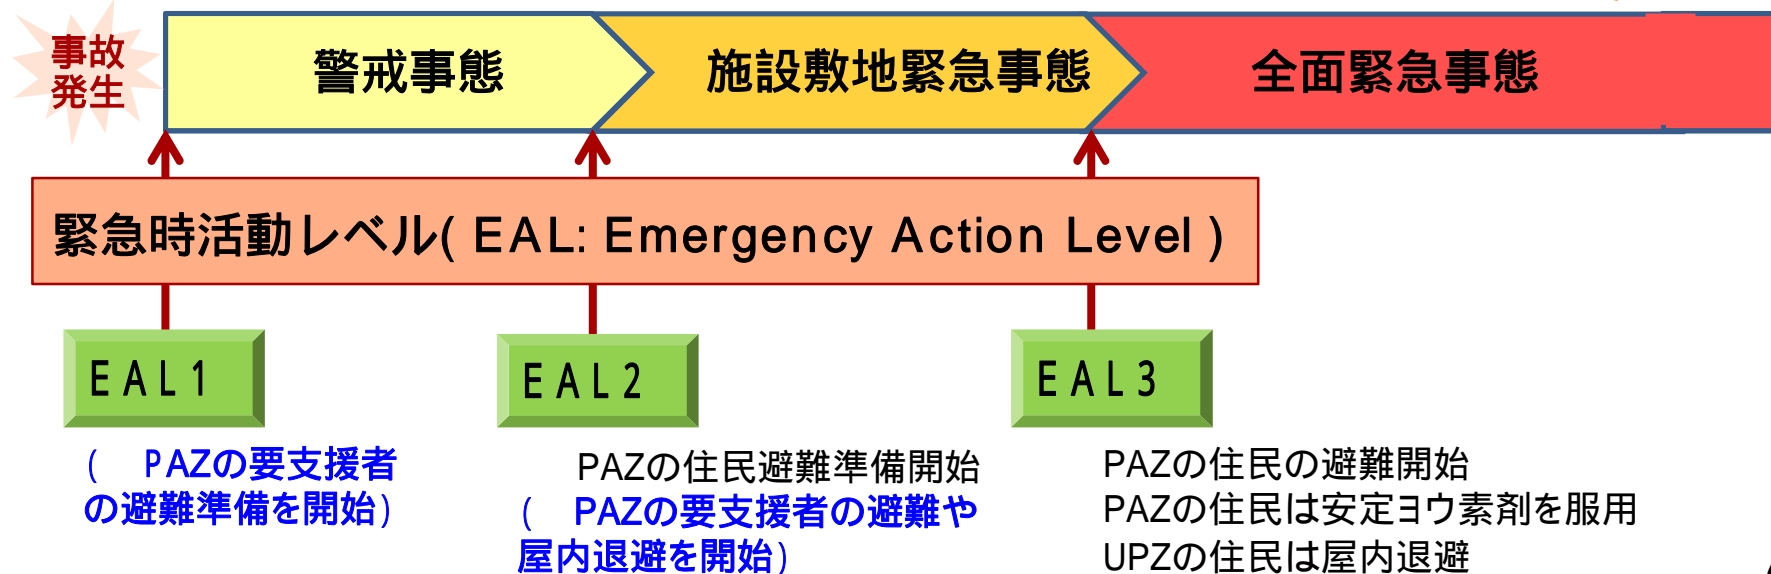 事故
発生
警戒事態
施設敷地緊急事態
全面緊急事態
緊急時活動レベル(EAL: Emergency Action Level)
EAL1
EAL2
EAL3
( PAZの要支援者
の避難準備を開始)
PAZの住民避難準備開始
( PAZの要支援者の避難や
屋内退避を開始)
PAZの住民の避難開始
PAZの住民は安定ヨウ素剤を服用
UPZの住民は屋内退避